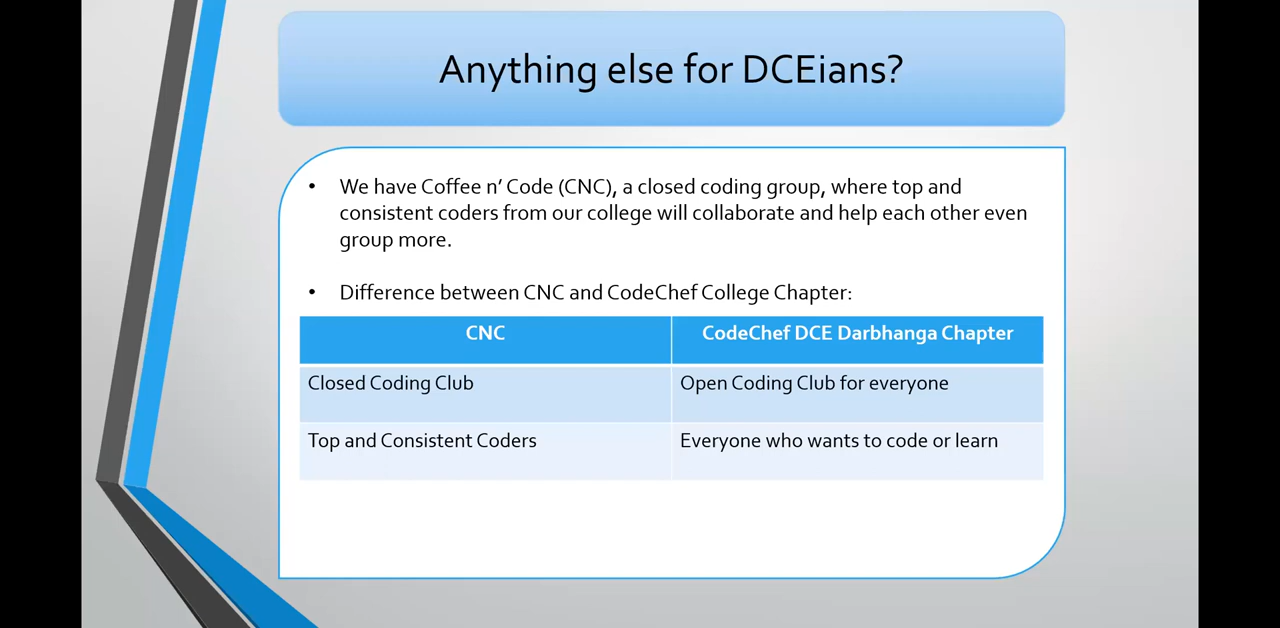 Anything else for DCEians?
• We have Coffee n’ Code (CNC), a closed coding group, where top and
consistent coders from our college will collaborate and help each other even
group more.
• Difference between CNC and CodeChef College Chapter:
CNC CodeChef DCE Darbhanga Chapter
Closed Coding Club Open Coding Club for everyone
Top and Consistent Coders Everyone who wants to code or learn